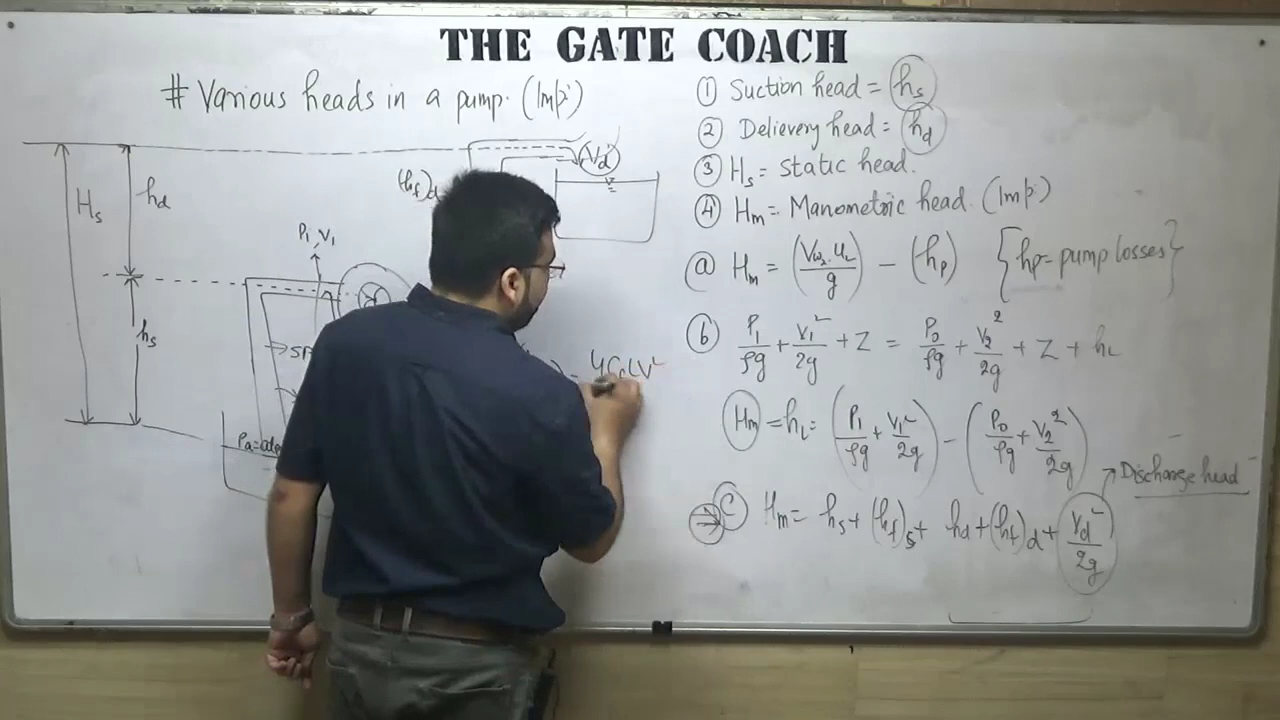 THE GATE COACH
# Various heads in a pump. (Imp:)
Hs
hd
hs
P1 V1
(hf)d
(Vd)
① Suction head = hs
② Delievery head = hd
③ Hs = Static head.
④ Hm = Manometric head. (Imp:)
ⓐ Hm = (Vw2.u2/g) - (hp) {hp - pump losses}
ⓑ P1/ρg + V1²/2g + Z = P2/ρg + V2²/2g + Z + hL
Hm = hL = (P1/ρg + V1²/2g) - (P2/ρg + V2²/2g)
Discharge head
Ⓒ Hm = hs + (hf)s + hd + (hf)d + Vd²/2g